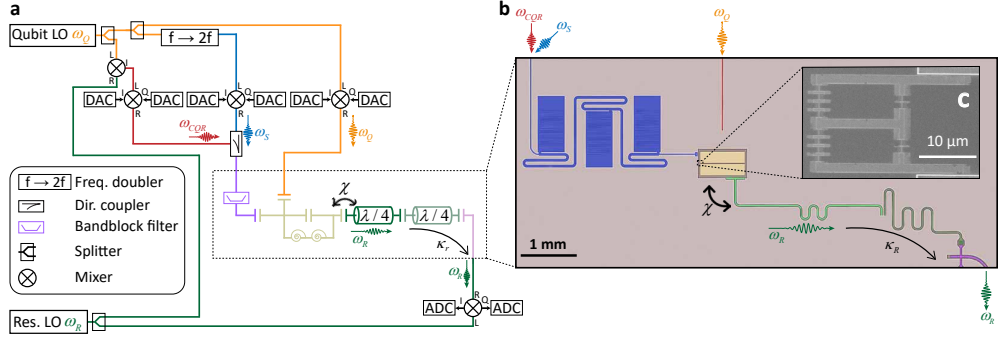 a
Qubit LO ω_Q
f → 2f
L
I
R
L
L
L
DAC I Q DAC
DAC I Q DAC
DAC I Q DAC
R
R
R
ω_CQR
ω_S
ω_Q
f → 2f Freq. doubler
Dir. coupler
Bandblock filter
Splitter
Mixer
χ
λ / 4
λ / 4
ω_R
κ_r
ω_R
R
ADC I Q ADC
L
Res. LO ω_R
b
ω_CQR
ω_S
ω_Q
c
10 µm
χ
ω_R
κ_R
1 mm
ω_R